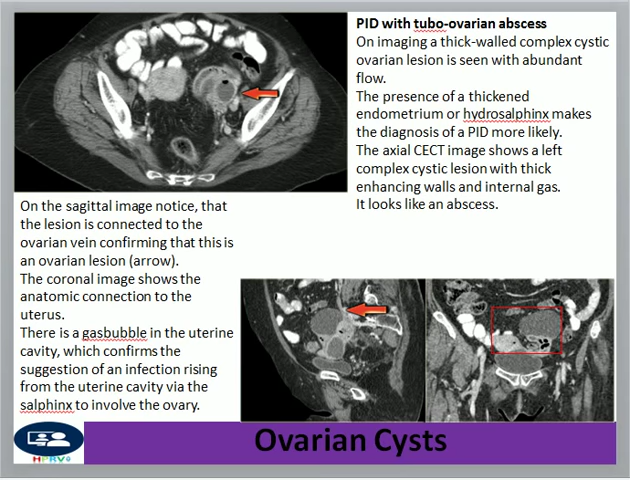 PID with tubo-ovarian abscess
On imaging a thick-walled complex cystic
ovarian lesion is seen with abundant
flow.
The presence of a thickened
endometrium or hydrosalphinx makes
the diagnosis of a PID more likely.
The axial CECT image shows a left
complex cystic lesion with thick
enhancing walls and internal gas.
It looks like an abscess.
On the sagittal image notice, that
the lesion is connected to the
ovarian vein confirming that this is
an ovarian lesion (arrow).
The coronal image shows the
anatomic connection to the
uterus.
There is a gasbubble in the uterine
cavity, which confirms the
suggestion of an infection rising
from the uterine cavity via the
salphinx to involve the ovary.
Ovarian Cysts